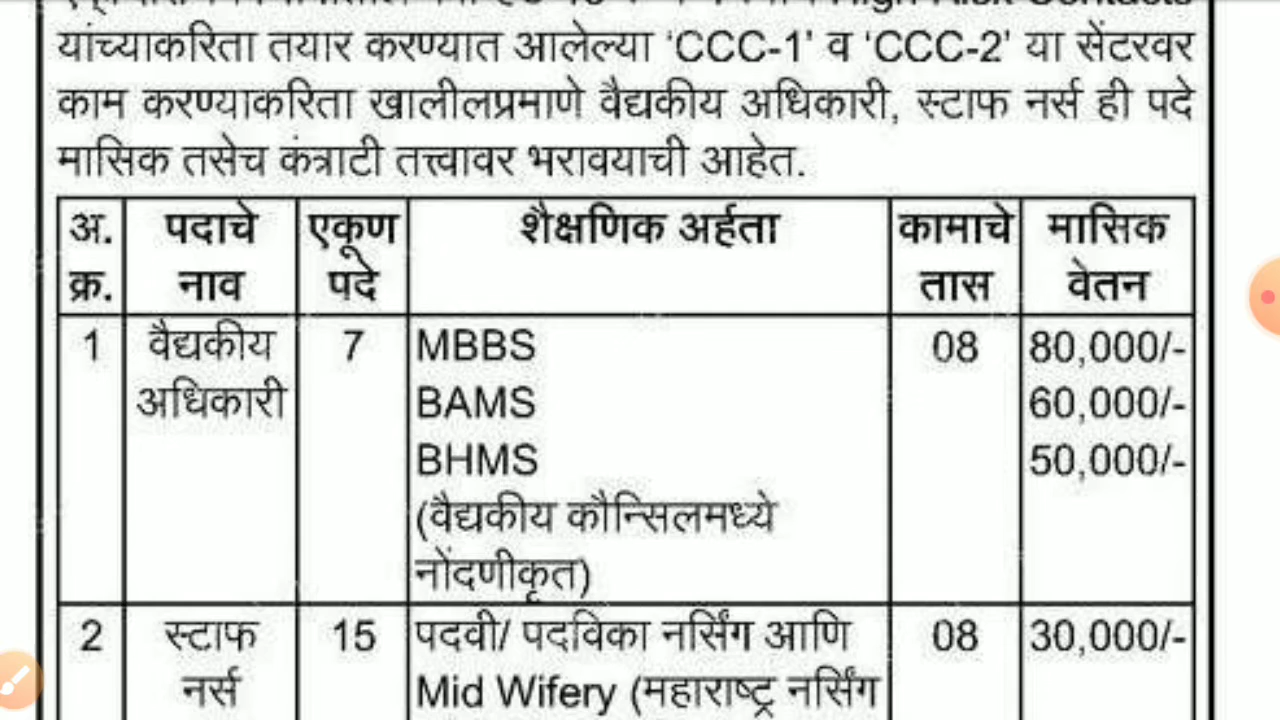 High Risk Contacts
यांच्याकरिता तयार करण्यात आलेल्या ‘CCC-1’ व ‘CCC-2’ या सेंटरवर
काम करण्याकरिता खालीलप्रमाणे वैद्यकीय अधिकारी, स्टाफ नर्स ही पदे
मासिक तसेच कंत्राटी तत्त्वावर भरावयाची आहेत.
अ. पदाचे एकूण शैक्षणिक अर्हता कामाचे मासिक
क्र. नाव पदे तास वेतन
1 वैद्यकीय 7 MBBS 08 80,000/-
अधिकारी BAMS 60,000/-
BHMS 50,000/-
(वैद्यकीय कौन्सिलमध्ये
नोंदणीकृत)
2 स्टाफ 15 पदवी/ पदविका नर्सिंग आणि 08 30,000/-
नर्स Mid Wifery (महाराष्ट्र नर्सिंग